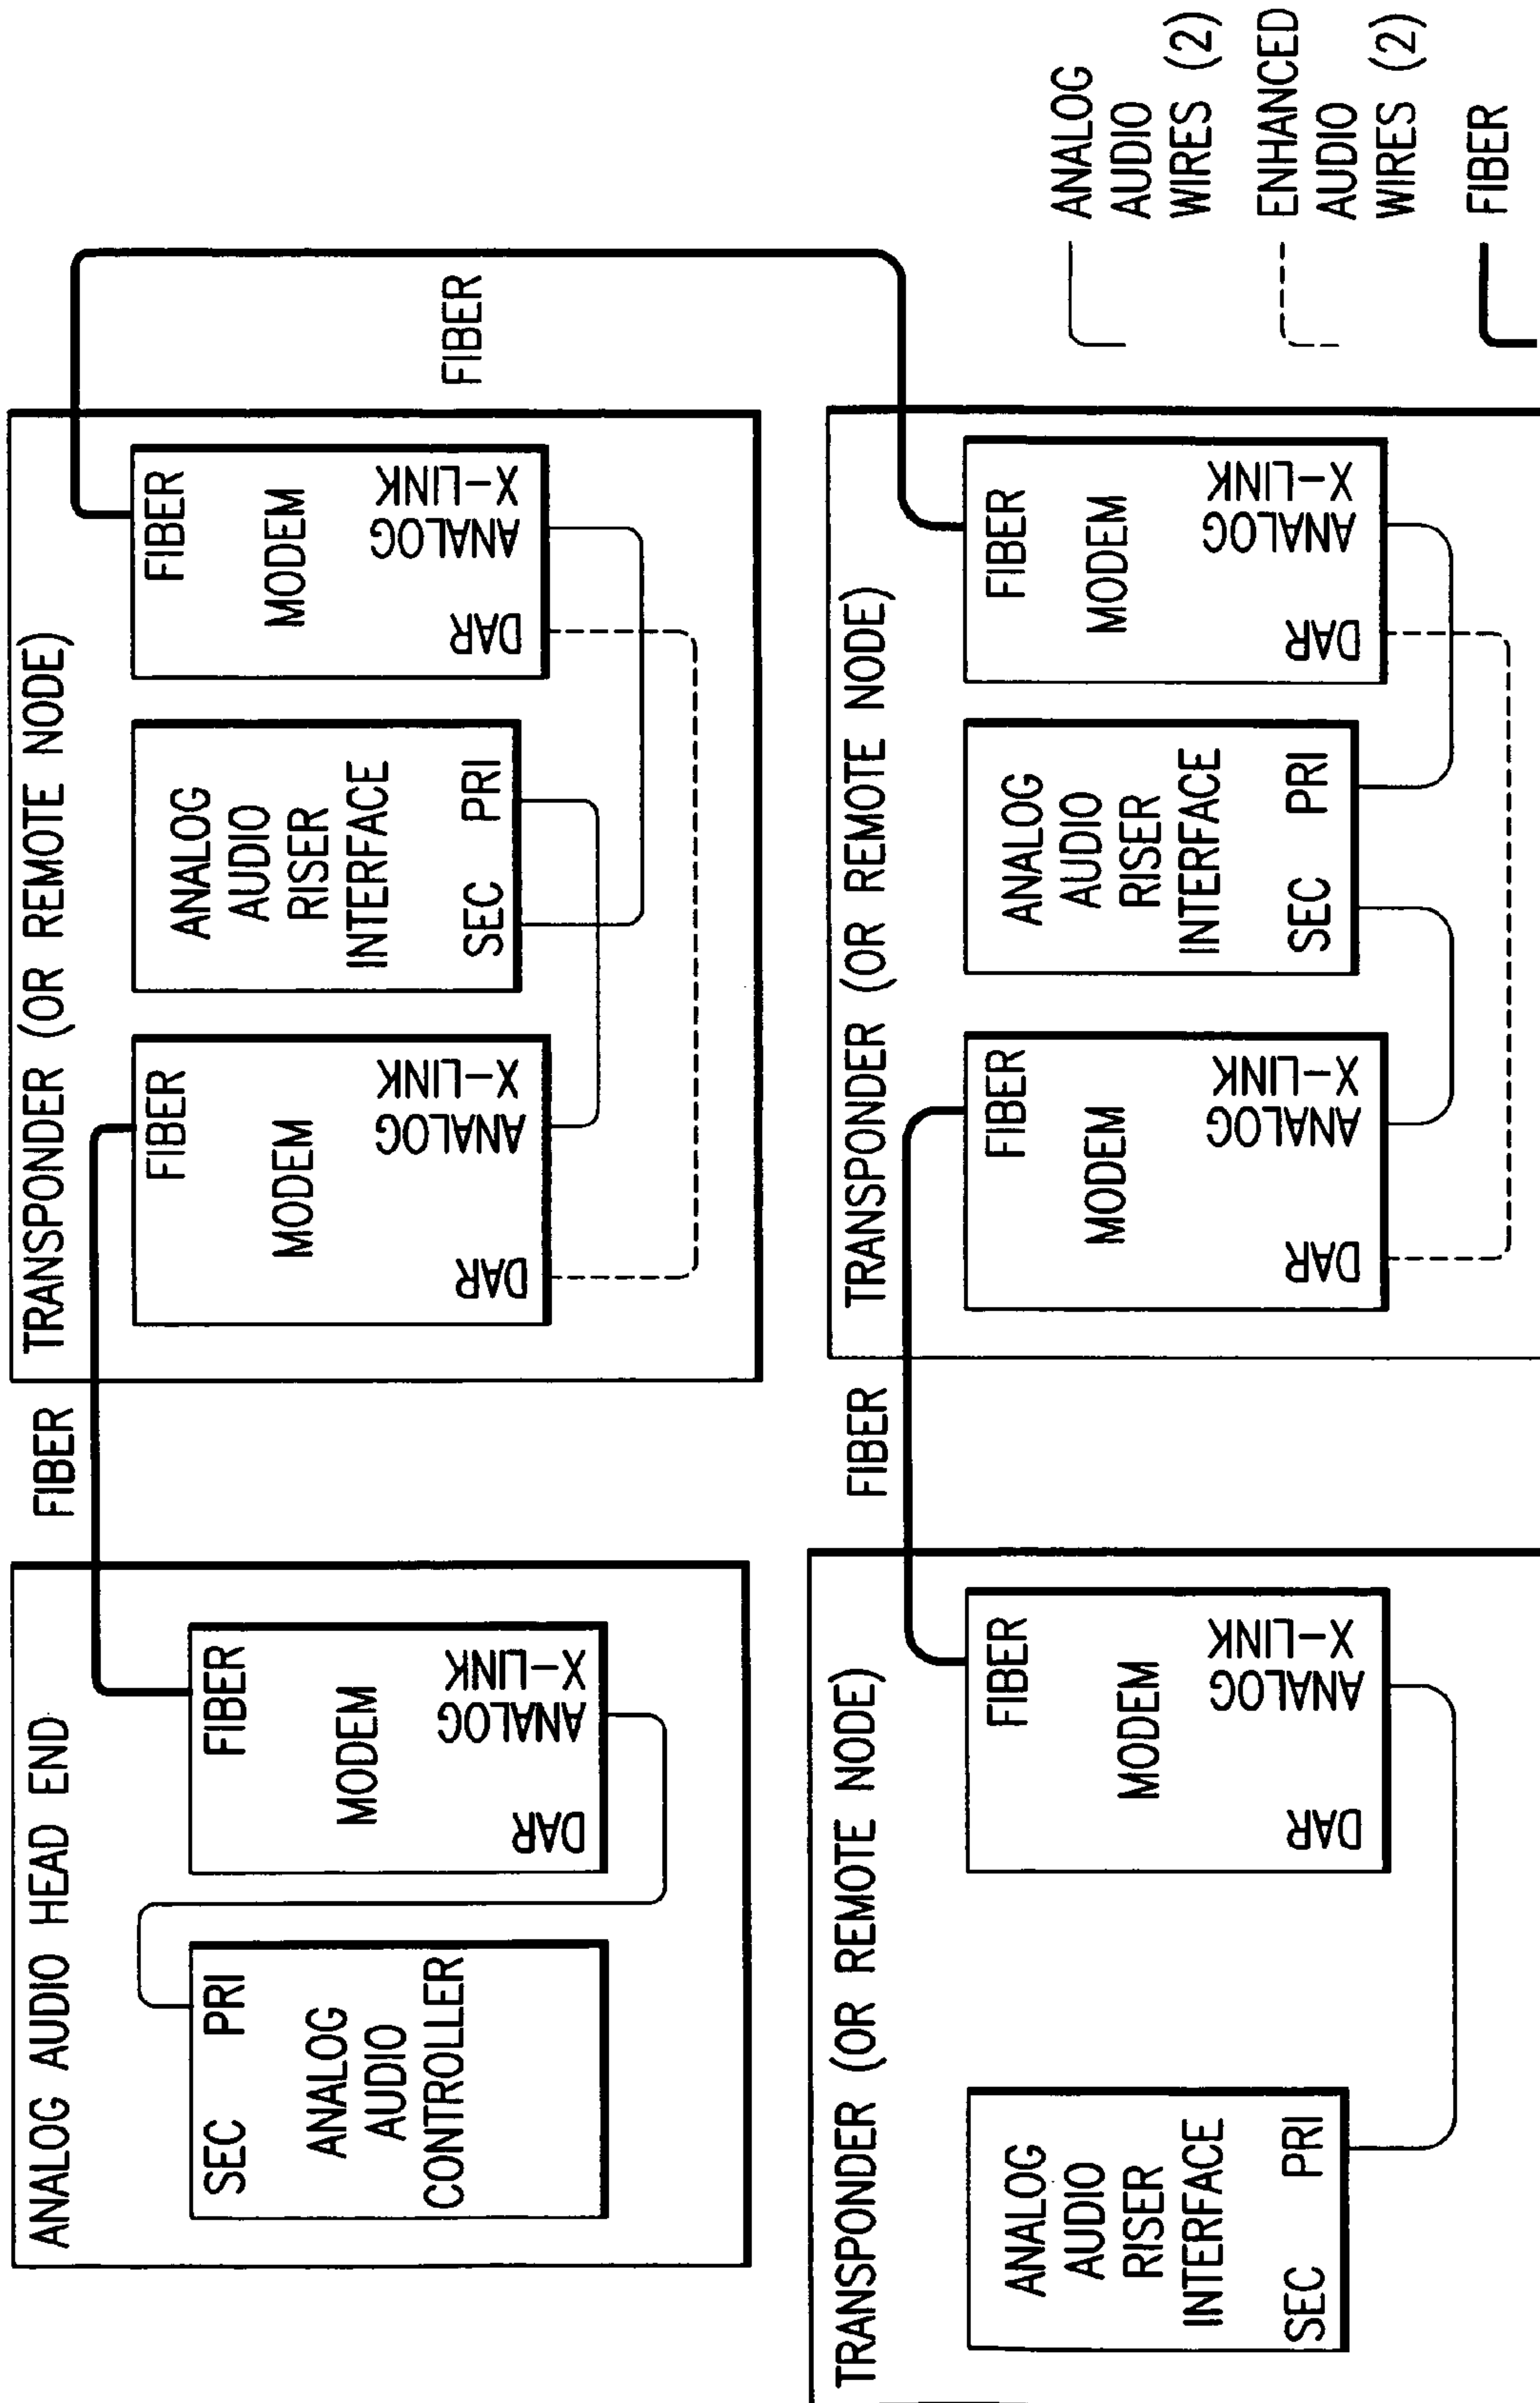 ANALOG AUDIO HEAD END
SEC PRI
ANALOG
AUDIO
CONTROLLER
FIBER
MODEM
DAR
ANALOG
X-LINK
FIBER
TRANSPONDER (OR REMOTE NODE)
FIBER
MODEM
DAR
ANALOG
X-LINK
ANALOG
AUDIO
RISER
INTERFACE
SEC PRI
FIBER
MODEM
DAR
ANALOG
X-LINK
FIBER
TRANSPONDER (OR REMOTE NODE)
ANALOG
AUDIO
RISER
INTERFACE
SEC PRI
FIBER
MODEM
DAR
ANALOG
X-LINK
FIBER
TRANSPONDER (OR REMOTE NODE)
FIBER
MODEM
DAR
ANALOG
X-LINK
ANALOG
AUDIO
RISER
INTERFACE
SEC PRI
FIBER
MODEM
DAR
ANALOG
X-LINK
ANALOG
AUDIO
WIRES (2)
ENHANCED
AUDIO
WIRES (2)
FIBER